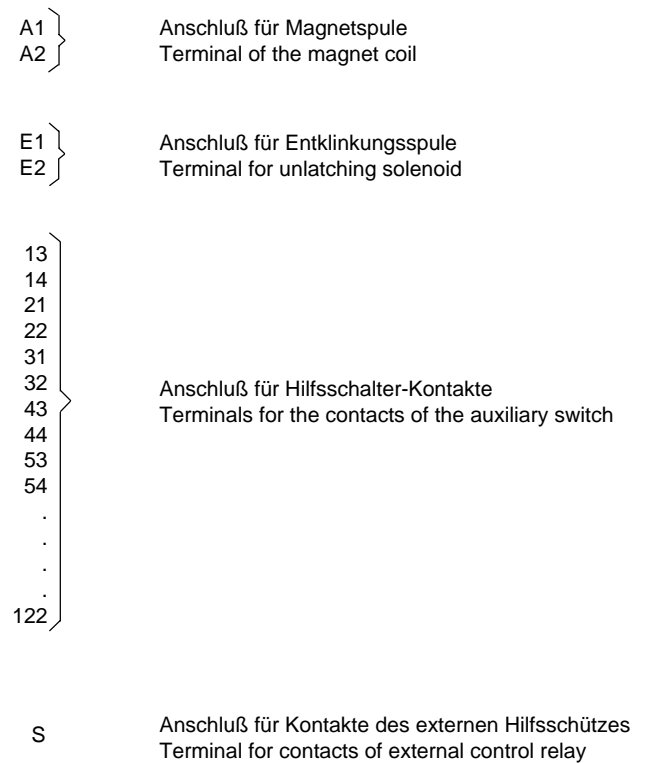 A1
A2
Anschluß für Magnetspule
Terminal of the magnet coil
E1
E2
Anschluß für Entklinkungsspule
Terminal for unlatching solenoid
13
14
21
22
31
32
43
44
53
54
.
.
.
.
122
Anschluß für Hilfsschalter-Kontakte
Terminals for the contacts of the auxiliary switch
S
Anschluß für Kontakte des externen Hilfsschützes
Terminal for contacts of external control relay